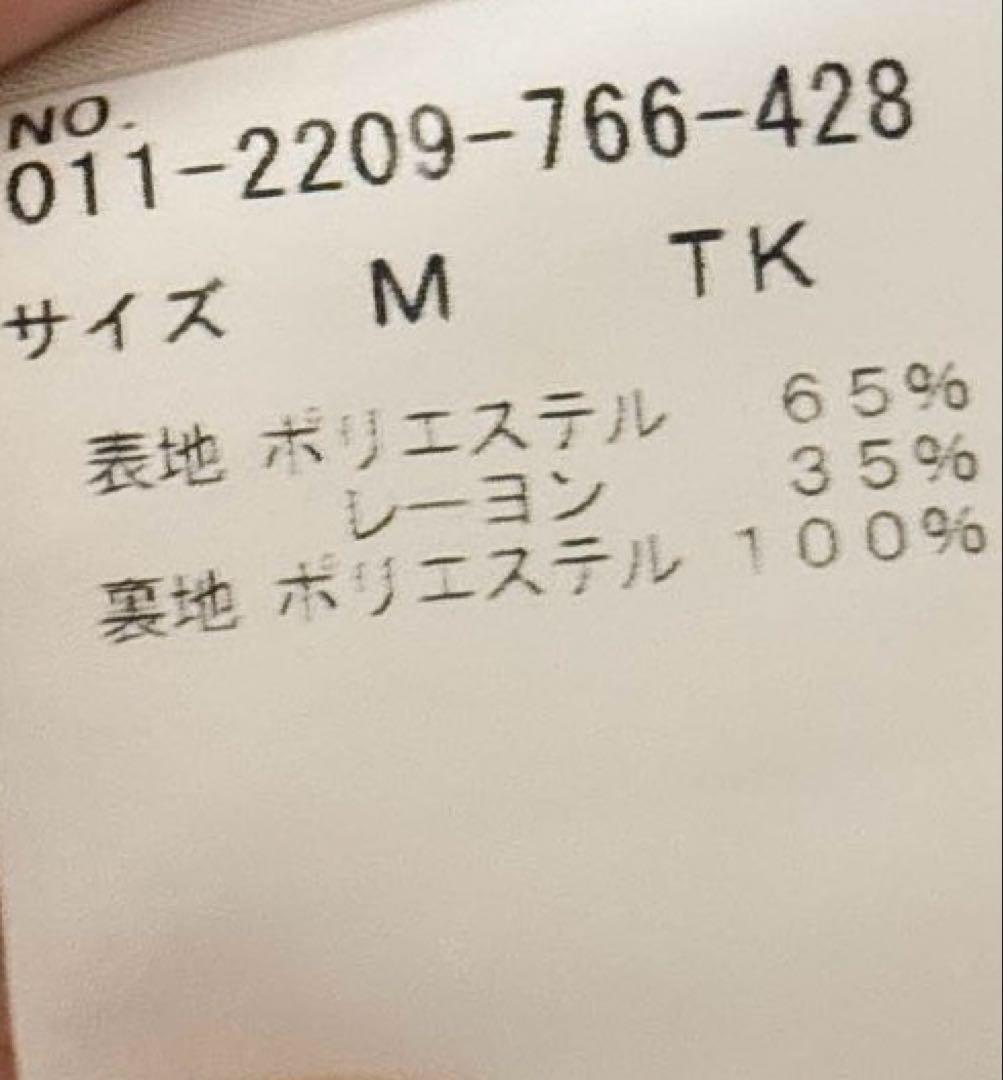 NO.
011-2209-766-428
サイズ M TK
表地 ポリエステル 65%
レーヨン 35%
裏地 ポリエステル 100%